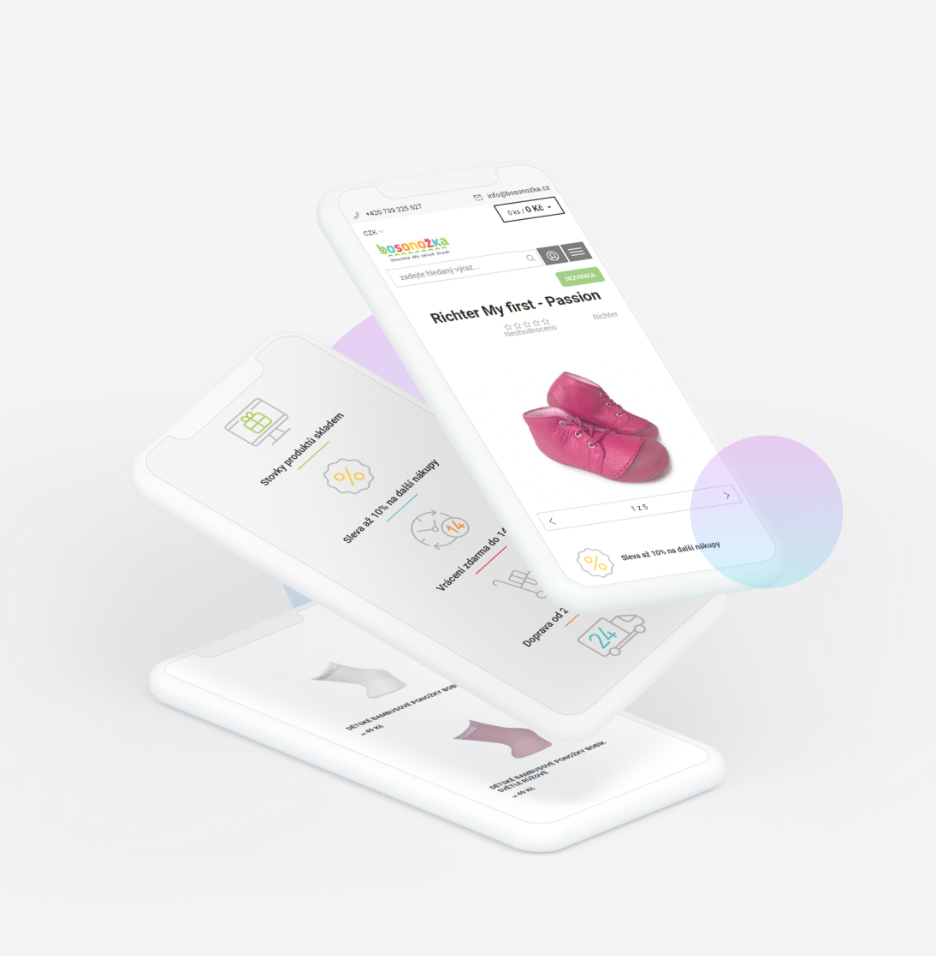 +420 739 225 627
info@bosonozka.cz
CZK
0 ks / 0 Kč
bosonožka
zadejte hledaný výraz...
NOVINKA
Richter My first - Passion
Neohodnoceno
Richter
1 z 5
Sleva až 10% na další nákupy
Stovky produktů skladem
%
Sleva až 10% na další nákupy
14
Vrácení zdarma do 14
Doprava od 2
24
DĚTSKÉ BAMBUSOVÉ PONOŽKY
49 Kč
DĚTSKÉ BAMBUSOVÉ PONOŽKY BOBIK
SVĚTLE RŮŽOVÉ
49 Kč